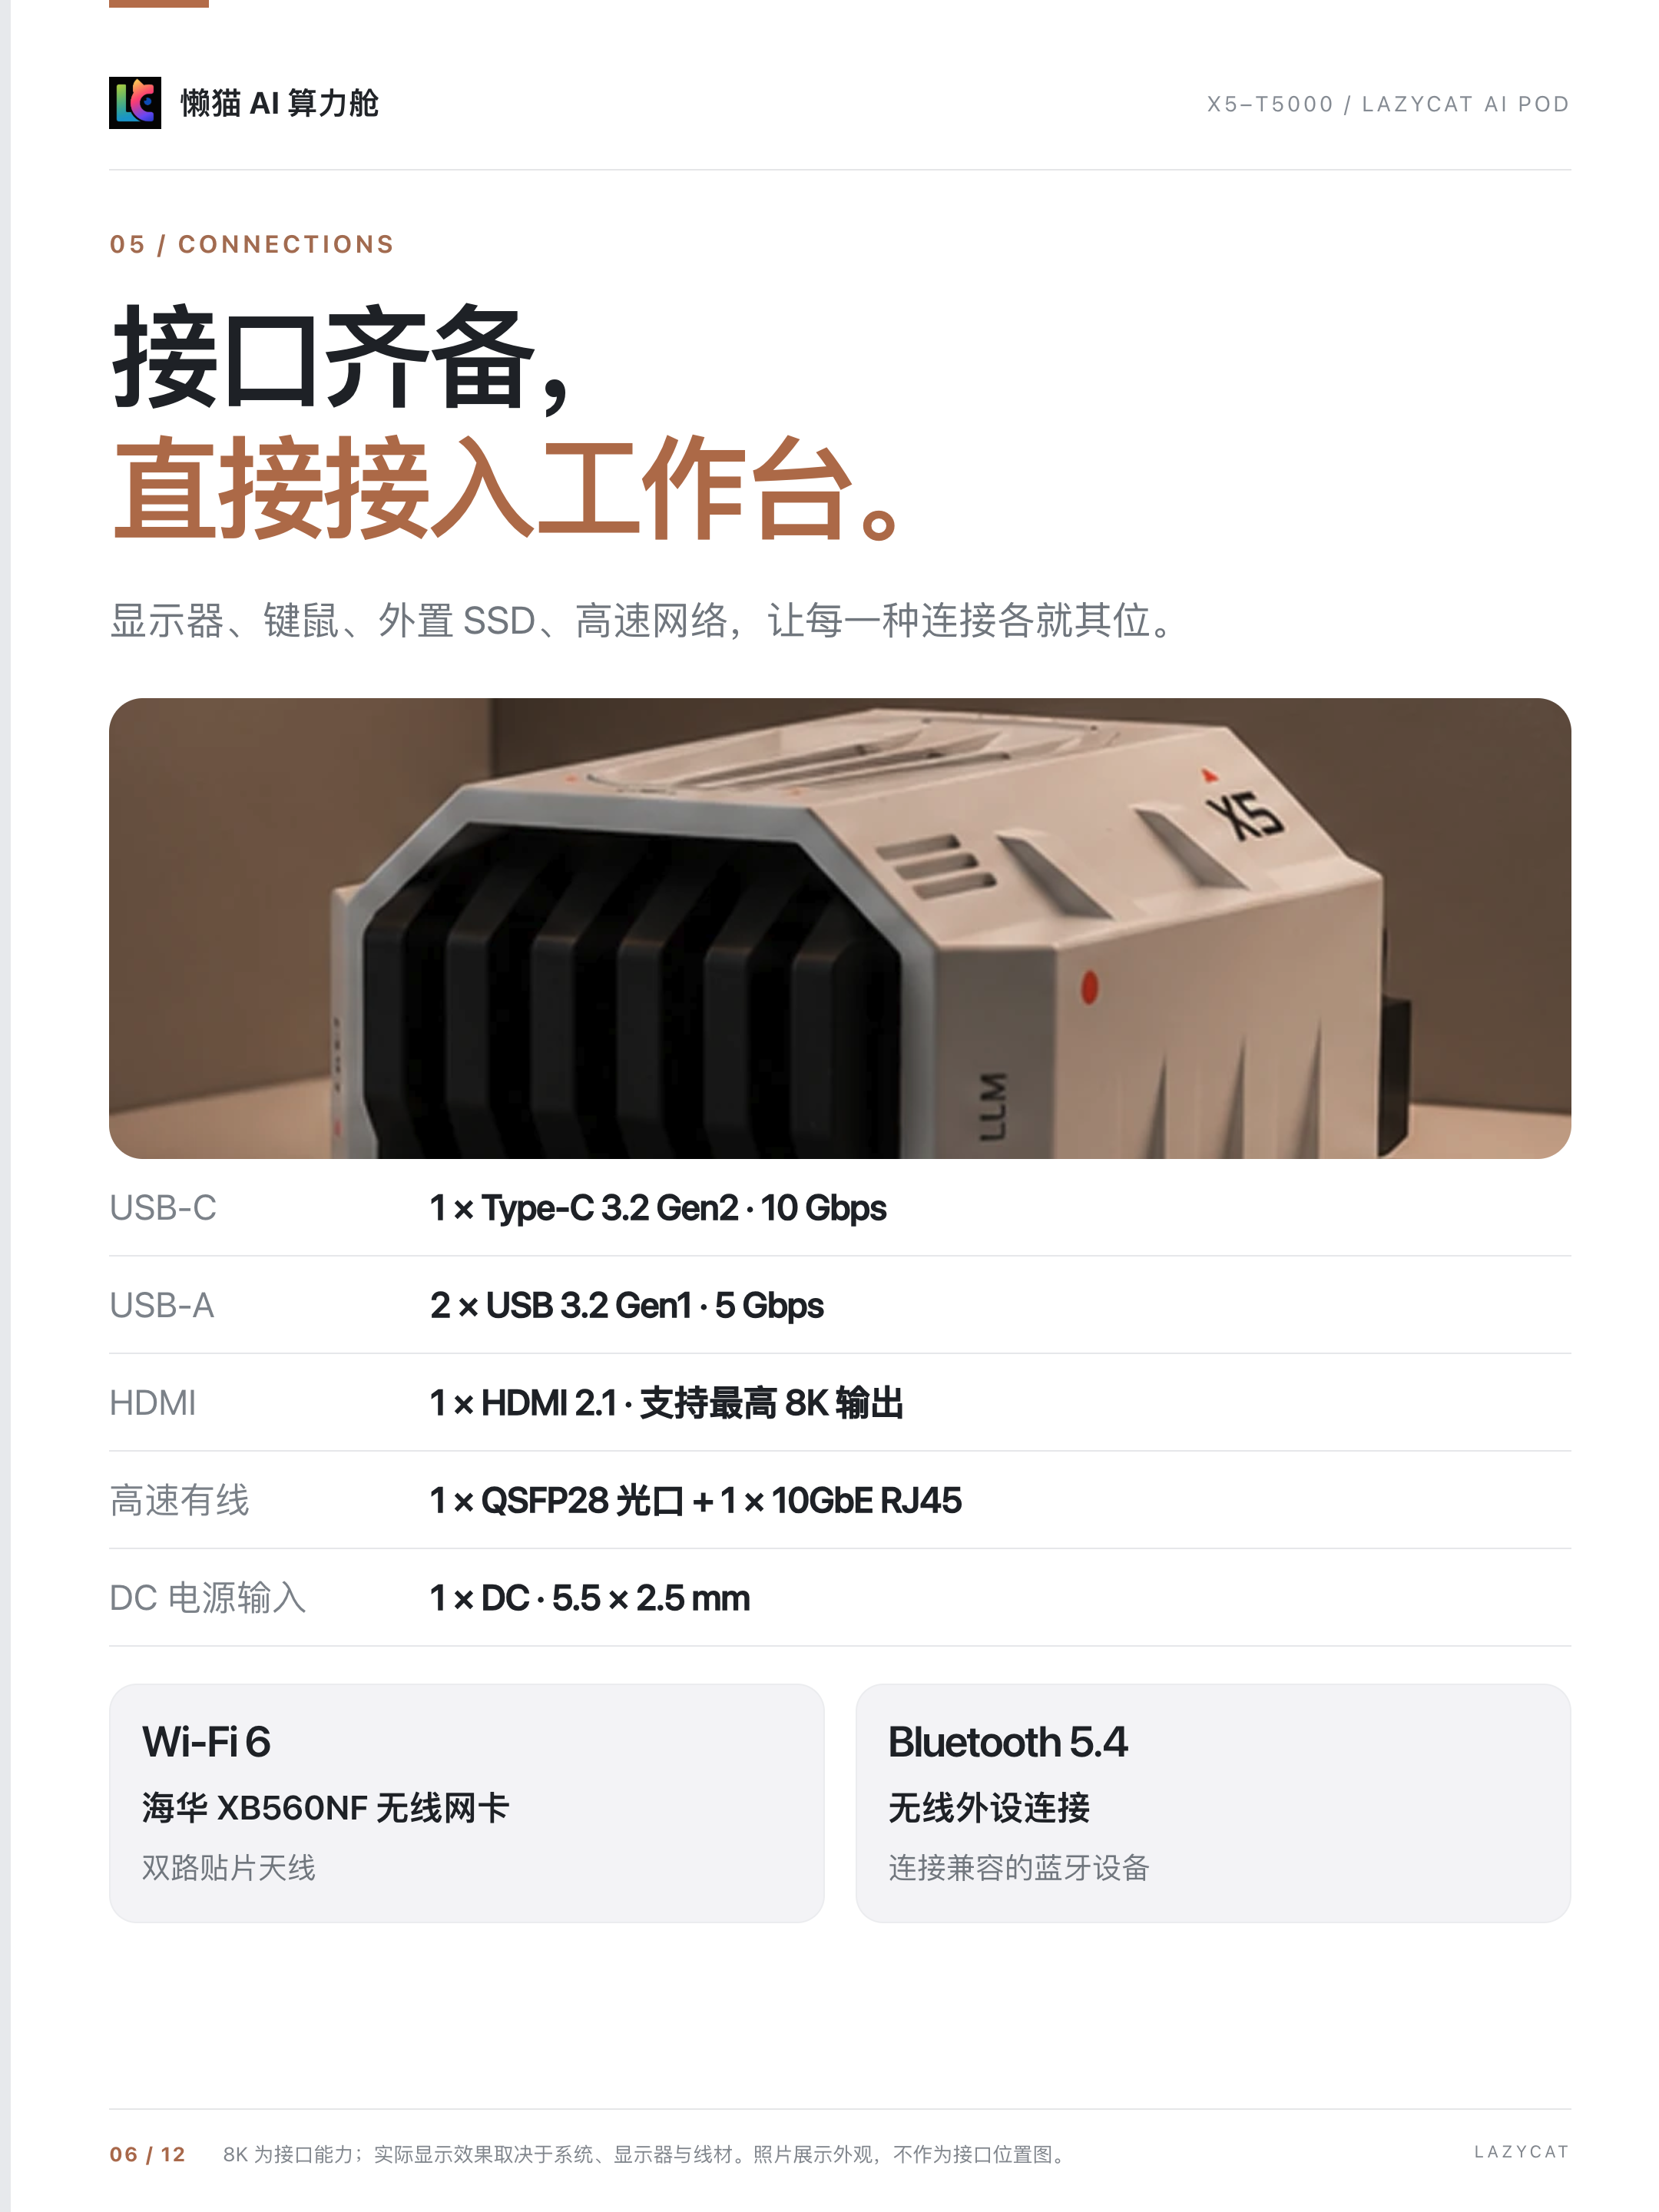 懒猫 AI 算力舱
X5–T5000 / LAZYCAT AI POD
05 / CONNECTIONS
接口齐备，
直接接入工作台。
显示器、键鼠、外置 SSD、高速网络，让每一种连接各就其位。
X5
LLM
USB-C
1 × Type-C 3.2 Gen2 · 10 Gbps
USB-A
2 × USB 3.2 Gen1 · 5 Gbps
HDMI
1 × HDMI 2.1 · 支持最高 8K 输出
高速有线
1 × QSFP28 光口 + 1 × 10GbE RJ45
DC 电源输入
1 × DC · 5.5 × 2.5 mm
Wi-Fi 6
海华 XB560NF 无线网卡
双路贴片天线
Bluetooth 5.4
无线外设连接
连接兼容的蓝牙设备
06 / 12
8K 为接口能力；实际显示效果取决于系统、显示器与线材。照片展示外观，不作为接口位置图。
LAZYCAT